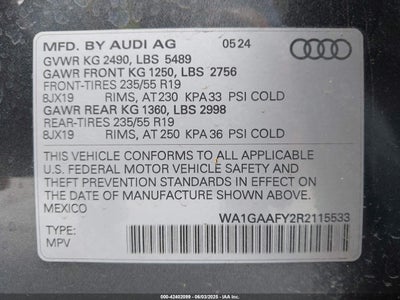 MFD. BY AUDI AG 05 24
GVWR KG 2490, LBS 5489
GAWR FRONT KG 1250, LBS 2756
FRONT-TIRES 235/55 R19
8JX19 RIMS, AT 230 KPA 33 PSI COLD
GAWR REAR KG 1360, LBS 2998
REAR-TIRES 235/55 R19
8JX19 RIMS, AT 250 KPA 36 PSI COLD
THIS VEHICLE CONFORMS TO ALL APPLICABLE
U.S. FEDERAL MOTOR VEHICLE SAFETY AND
THEFT PREVENTION STANDARDS IN EFFECT ON
THE DATE OF MANUFACTURE SHOWN ABOVE.
MEXICO WA1GAAFY2R2115533
TYPE:
MPV
000-42402099 - 06/03/2025 - IAAI.COM